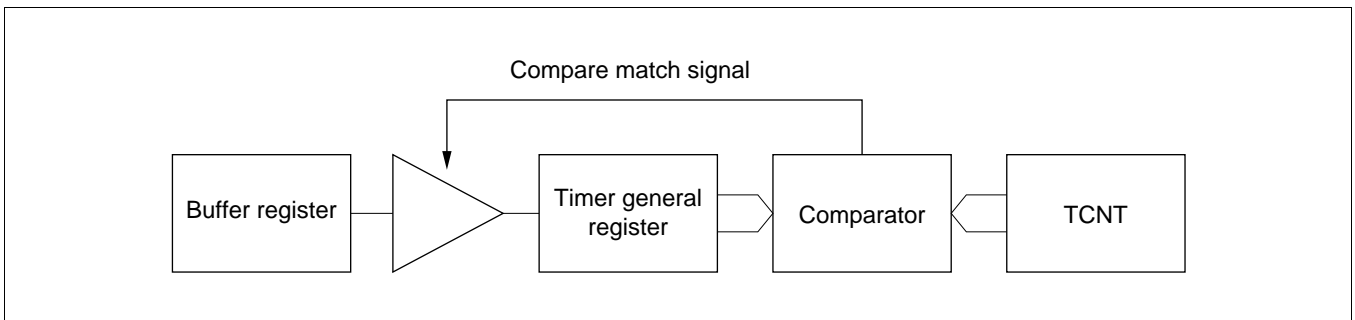 Compare match signal
Buffer register
Timer general
register
Comparator
TCNT